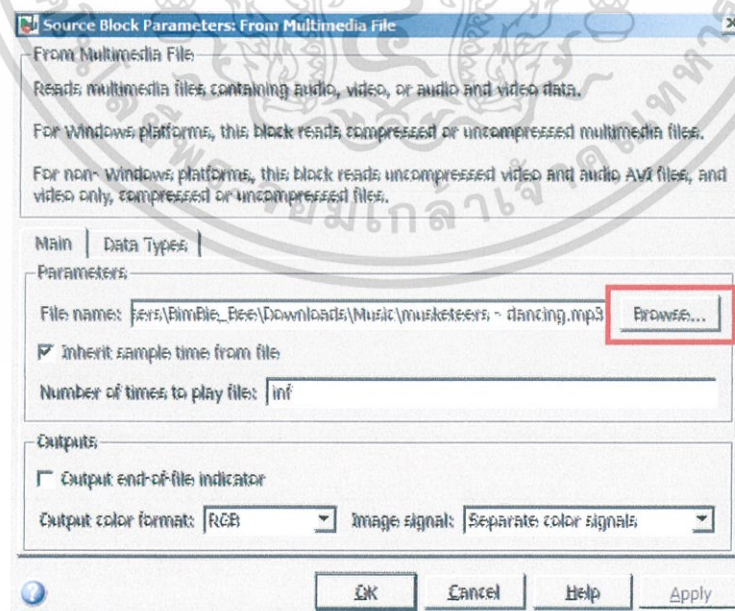 Source Block Parameters: From Multimedia File
From Multimedia File
Reads multimedia files containing audio, video, or audio and video data.
For Windows platforms, this block reads compressed or uncompressed multimedia files.
For non- Windows platforms, this block reads uncompressed video and audio AVI files, and
video only, compressed or uncompressed files.
Main Data Types
Parameters
File name: sers\BimBie_Bee\Downloads\Music\musketeers - dancing.mp3 Browse...
Inherit sample time from file
Number of times to play file: inf
Outputs
Output end-of-file indicator
Output color format: RGB Image signal: Separate color signals
OK Cancel Help Apply